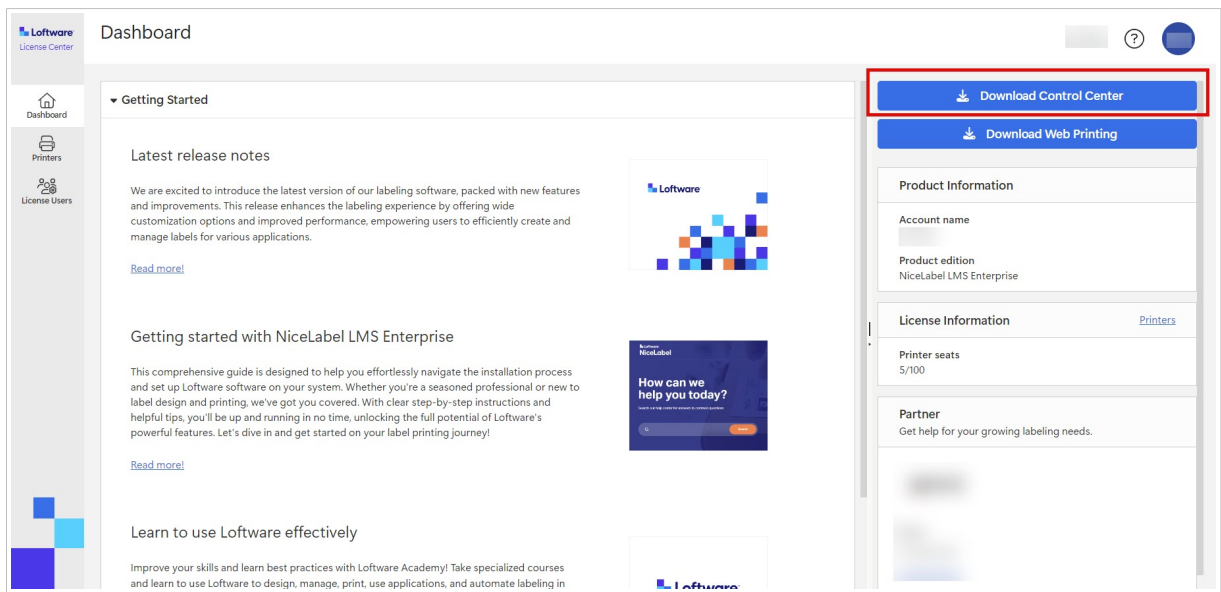 Loftware
License Center
Dashboard
Dashboard
Printers
License Users
Getting Started
Latest release notes
We are excited to introduce the latest version of our labeling software, packed with new features
and improvements. This release enhances the labeling experience by offering wide
customization options and improved performance, empowering users to efficiently create and
manage labels for various applications.
Read more!
Loftware
Getting started with NiceLabel LMS Enterprise
This comprehensive guide is designed to help you effortlessly navigate the installation process
and set up Loftware software on your system. Whether you're a seasoned professional or new to
label design and printing, we've got you covered. With clear step-by-step instructions and
helpful tips, you'll be up and running in no time, unlocking the full potential of Loftware's
powerful features. Let's dive in and get started on your label printing journey!
Read more!
NiceLabel
How can we
help you today?
Learn to use Loftware effectively
Improve your skills and learn best practices with Loftware Academy! Take specialized courses
and learn to use Loftware to design, manage, print, use applications, and automate labeling in
Loftware
?
Download Control Center
Download Web Printing
Product Information
Account name
Product edition
NiceLabel LMS Enterprise
License Information
Printers
Printer seats
5/100
Partner
Get help for your growing labeling needs.